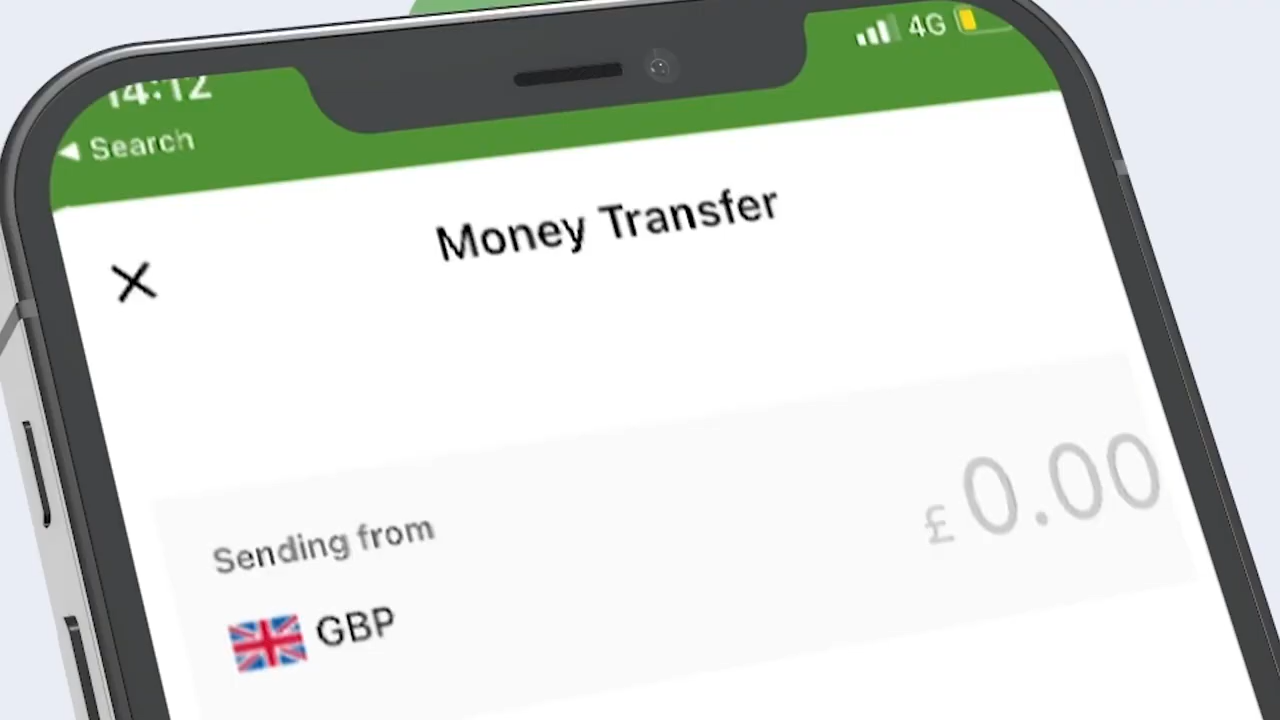 14:12
4G
Search
Money Transfer
£ 0.00
Sending from
GBP